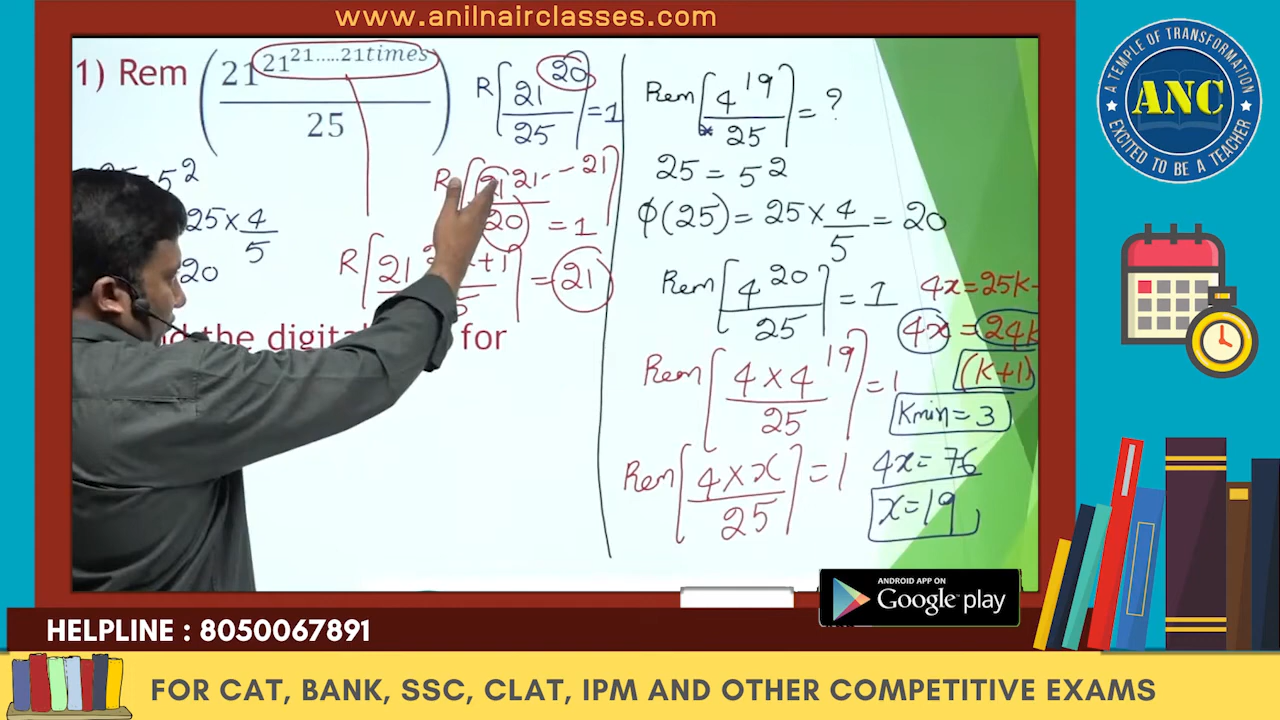 www.anilnairclasses.com
1) Rem (21^21^21.....21times / 25)
R[21^20 / 25] = 1
5^2
25 × 4/5
20
R[21^21--21 / 20] = 1
R[21 +1] = 21
the digit for
Rem[4^19 / 25] = ?
25 = 5^2
φ(25) = 25 × 4/5 = 20
Rem[4^20 / 25] = 1
Rem[4 × 4^19 / 25] = 1
Rem[4 × x / 25] = 1
4x = 25k
4x = 24k
(k+1)
Kmin = 3
4x = 76
x = 19
A TEMPLE OF TRANSFORMATION
ANC
EXCITED TO BE A TEACHER
ANDROID APP ON
Google play
HELPLINE : 8050067891
FOR CAT, BANK, SSC, CLAT, IPM AND OTHER COMPETITIVE EXAMS